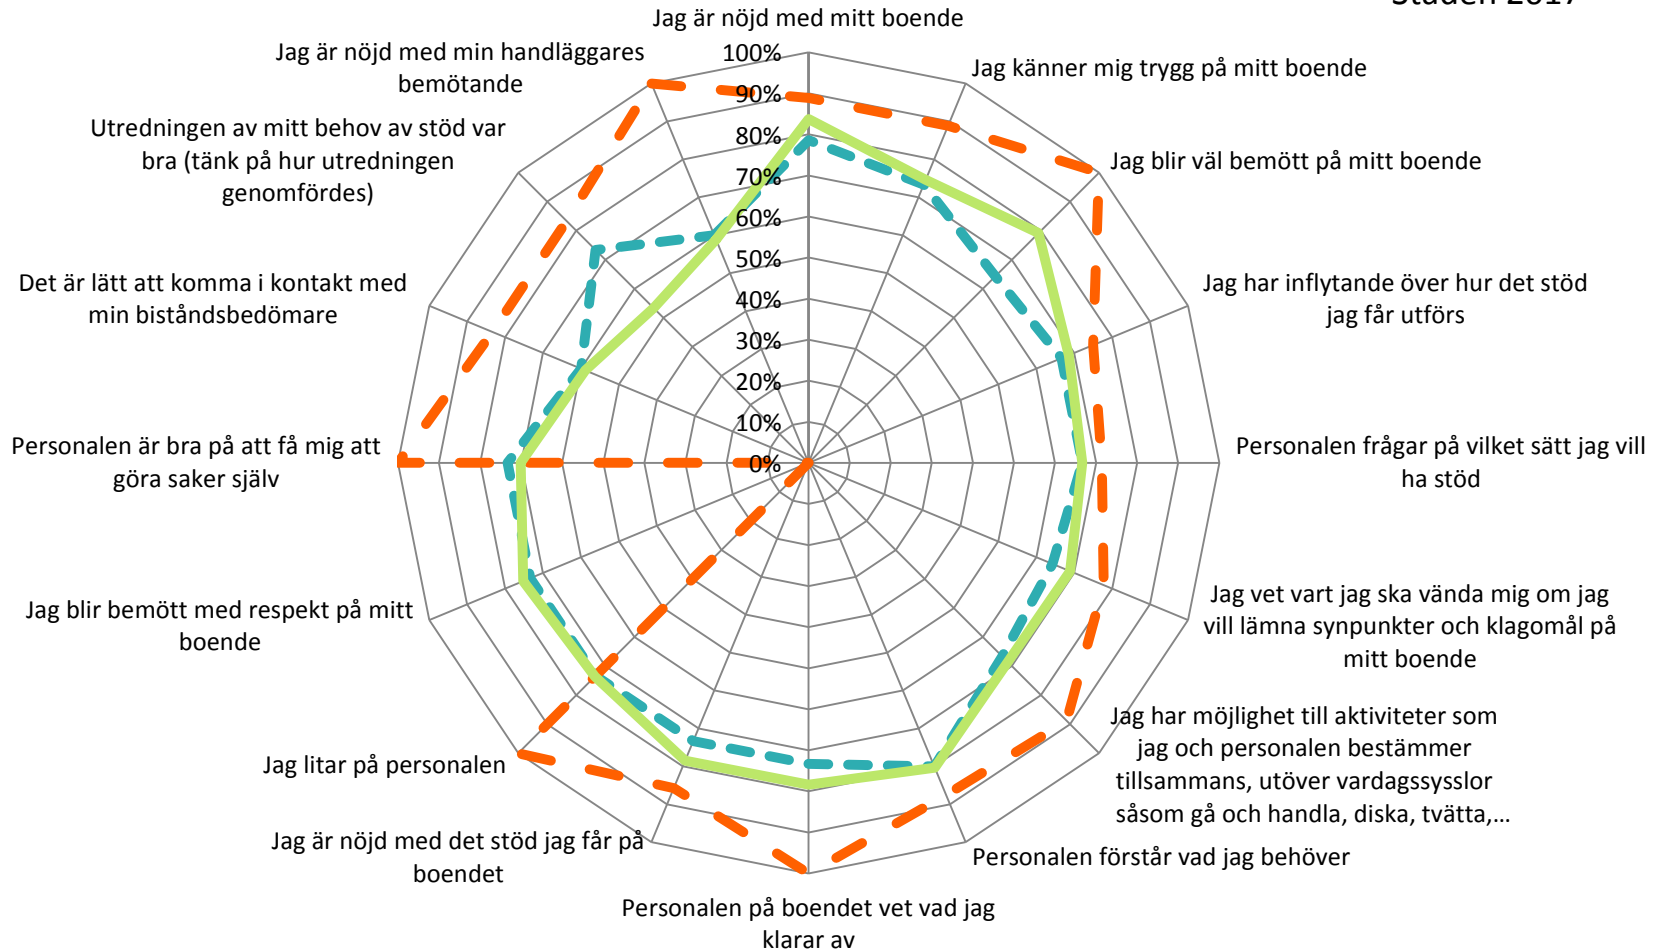 Staden 2017
Jag är nöjd med mitt boende
Jag känner mig trygg på mitt boende
Jag blir väl bemött på mitt boende
Jag har inflytande över hur det stöd
jag får utförs
Personalen frågar på vilket sätt jag vill
ha stöd
Jag vet vart jag ska vända mig om jag
vill lämna synpunkter och klagomål på
mitt boende
Jag har möjlighet till aktiviteter som
jag och personalen bestämmer
tillsammans, utöver vardagssysslor
såsom gå och handla, diska, tvätta,…
Personalen förstår vad jag behöver
Personalen på boendet vet vad jag
klarar av
Jag är nöjd med det stöd jag får på
boendet
Jag litar på personalen
Jag blir bemött med respekt på mitt
boende
Personalen är bra på att få mig att
göra saker själv
Det är lätt att komma i kontakt med
min biståndsbedömare
Utredningen av mitt behov av stöd var
bra (tänk på hur utredningen
genomfördes)
Jag är nöjd med min handläggares
bemötande
100%
90%
80%
70%
60%
50%
40%
30%
20%
10%
0%